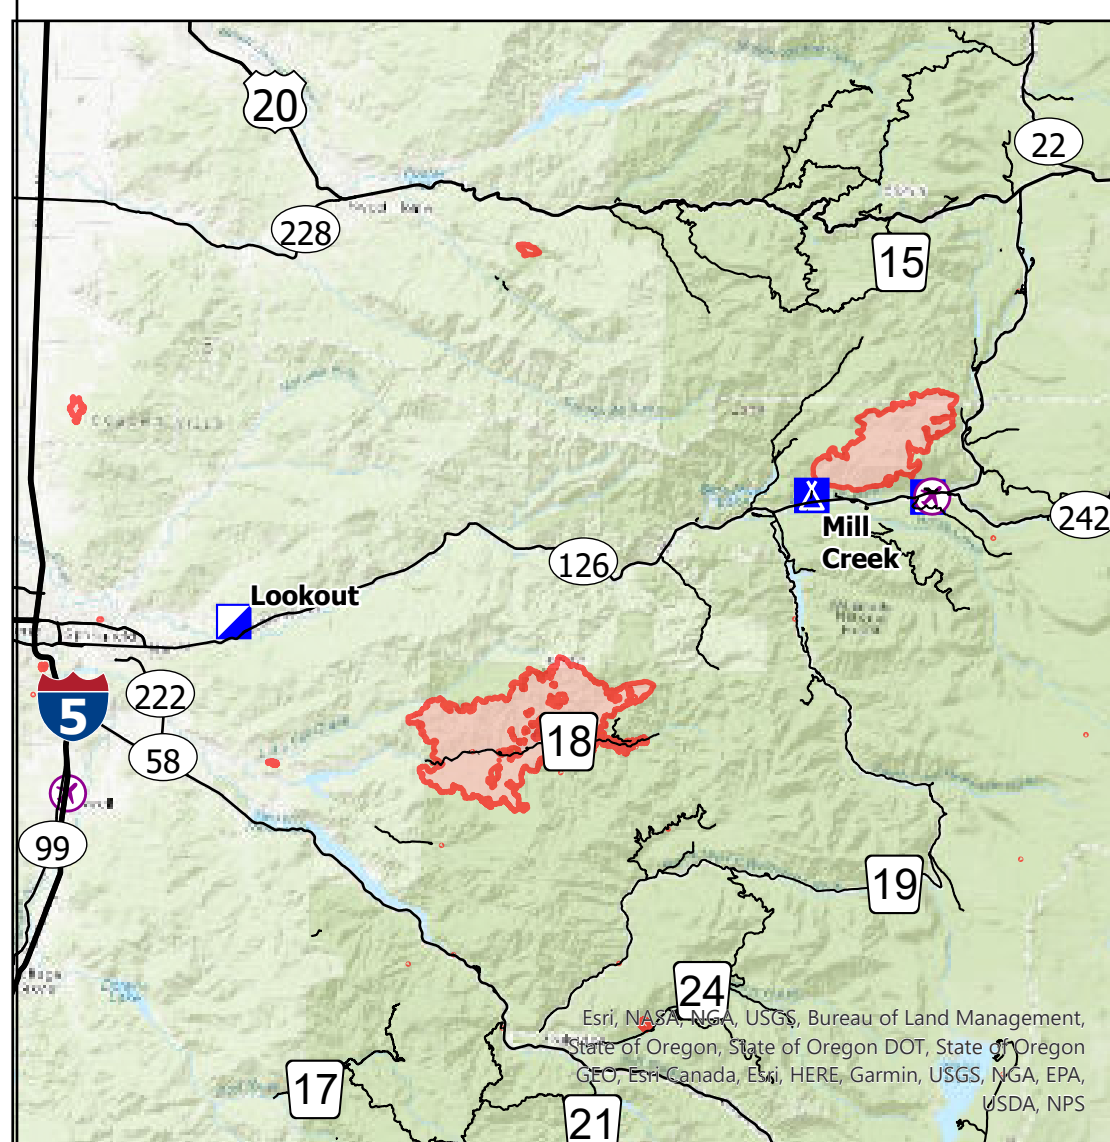 20
22
228
15
Mill
Creek
242
126
Lookout
222
5
18
58
99
19
24
Esri, NASA, NGA, USGS, Bureau of Land Management,
State of Oregon, State of Oregon DOT, State of Oregon
GEO, Esri Canada, Esri, HERE, Garmin, USGS, NGA, EPA,
USDA, NPS
17
21